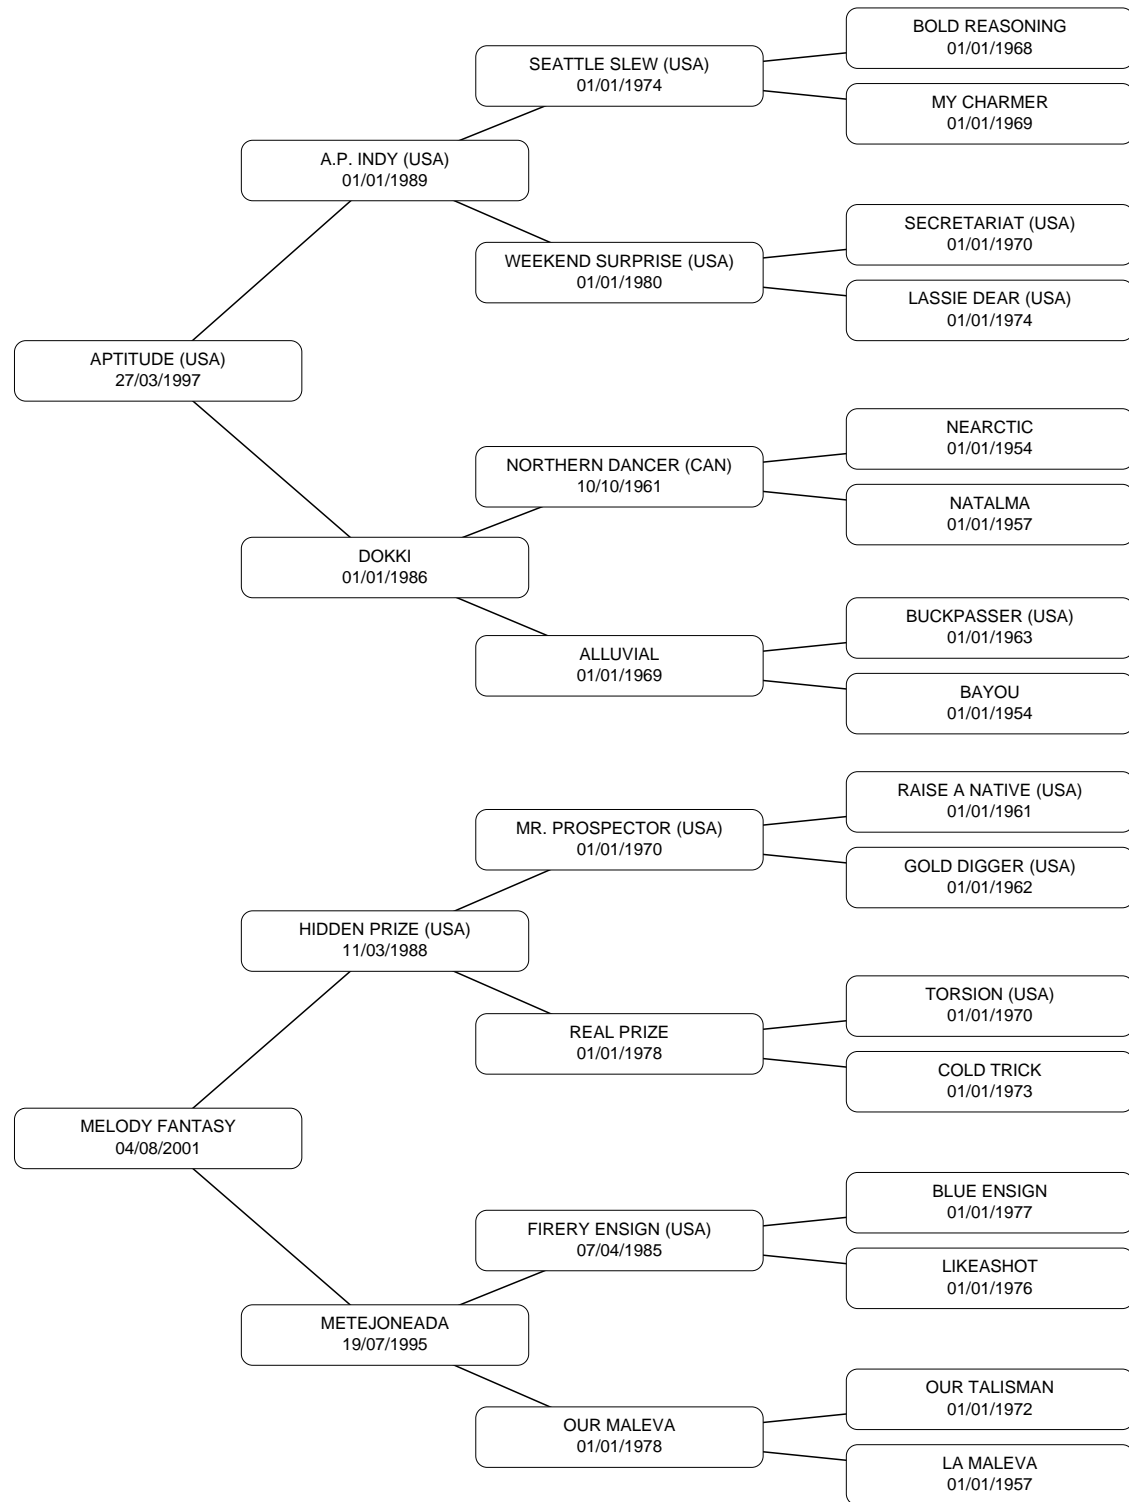 BOLD REASONING
01/01/1968
SEATTLE SLEW (USA)
01/01/1974
MY CHARMER
01/01/1969
A.P. INDY (USA)
01/01/1989
SECRETARIAT (USA)
01/01/1970
WEEKEND SURPRISE (USA)
01/01/1980
LASSIE DEAR (USA)
01/01/1974
APTITUDE (USA)
27/03/1997
NEARCTIC
01/01/1954
NORTHERN DANCER (CAN)
10/10/1961
NATALMA
01/01/1957
DOKKI
01/01/1986
BUCKPASSER (USA)
01/01/1963
ALLUVIAL
01/01/1969
BAYOU
01/01/1954
RAISE A NATIVE (USA)
01/01/1961
MR. PROSPECTOR (USA)
01/01/1970
GOLD DIGGER (USA)
01/01/1962
HIDDEN PRIZE (USA)
11/03/1988
TORSION (USA)
01/01/1970
REAL PRIZE
01/01/1978
COLD TRICK
01/01/1973
MELODY FANTASY
04/08/2001
BLUE ENSIGN
01/01/1977
FIRERY ENSIGN (USA)
07/04/1985
LIKEASHOT
01/01/1976
METEJONEADA
19/07/1995
OUR TALISMAN
01/01/1972
OUR MALEVA
01/01/1978
LA MALEVA
01/01/1957